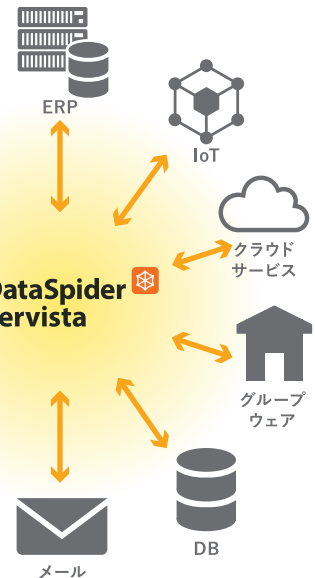 ERP
IoT
クラウド
サービス
DataSpider
ervista
グループ
ウェア
DB
メール